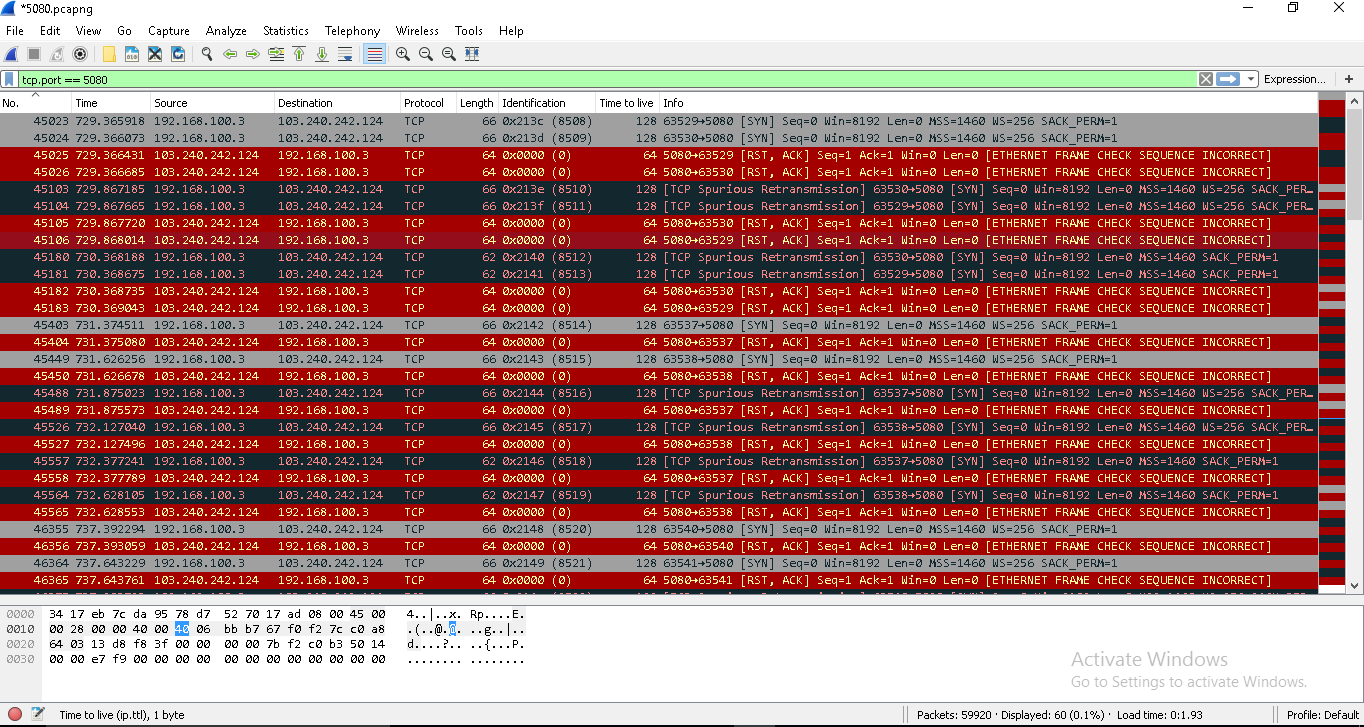 *5080.pcapng
File Edit View Go Capture Analyze Statistics Telephony Wireless Tools Help
tcp.port == 5080 Expression... +
No. Time Source Destination Protocol Length Identification Time to live Info
45023 729.365918 192.168.100.3 103.240.242.124 TCP 66 0x213c (8508) 128 63529→5080 [SYN] Seq=0 Win=8192 Len=0 MSS=1460 WS=256 SACK_PERM=1
45024 729.366073 192.168.100.3 103.240.242.124 TCP 66 0x213d (8509) 128 63530→5080 [SYN] Seq=0 Win=8192 Len=0 MSS=1460 WS=256 SACK_PERM=1
45025 729.366431 103.240.242.124 192.168.100.3 TCP 64 0x0000 (0) 64 5080→63529 [RST, ACK] Seq=1 Ack=1 Win=0 Len=0 [ETHERNET FRAME CHECK SEQUENCE INCORRECT]
45026 729.366685 103.240.242.124 192.168.100.3 TCP 64 0x0000 (0) 64 5080→63530 [RST, ACK] Seq=1 Ack=1 Win=0 Len=0 [ETHERNET FRAME CHECK SEQUENCE INCORRECT]
45103 729.867185 192.168.100.3 103.240.242.124 TCP 66 0x213e (8510) 128 [TCP Spurious Retransmission] 63530→5080 [SYN] Seq=0 Win=8192 Len=0 MSS=1460 WS=256 SACK_PER…
45104 729.867665 192.168.100.3 103.240.242.124 TCP 66 0x213f (8511) 128 [TCP Spurious Retransmission] 63529→5080 [SYN] Seq=0 Win=8192 Len=0 MSS=1460 WS=256 SACK_PER…
45105 729.867720 103.240.242.124 192.168.100.3 TCP 64 0x0000 (0) 64 5080→63530 [RST, ACK] Seq=1 Ack=1 Win=0 Len=0 [ETHERNET FRAME CHECK SEQUENCE INCORRECT]
45106 729.868014 103.240.242.124 192.168.100.3 TCP 64 0x0000 (0) 64 5080→63529 [RST, ACK] Seq=1 Ack=1 Win=0 Len=0 [ETHERNET FRAME CHECK SEQUENCE INCORRECT]
45180 730.368188 192.168.100.3 103.240.242.124 TCP 62 0x2140 (8512) 128 [TCP Spurious Retransmission] 63530→5080 [SYN] Seq=0 Win=8192 Len=0 MSS=1460 SACK_PERM=1
45181 730.368675 192.168.100.3 103.240.242.124 TCP 62 0x2141 (8513) 128 [TCP Spurious Retransmission] 63529→5080 [SYN] Seq=0 Win=8192 Len=0 MSS=1460 SACK_PERM=1
45182 730.368735 103.240.242.124 192.168.100.3 TCP 64 0x0000 (0) 64 5080→63530 [RST, ACK] Seq=1 Ack=1 Win=0 Len=0 [ETHERNET FRAME CHECK SEQUENCE INCORRECT]
45183 730.369043 103.240.242.124 192.168.100.3 TCP 64 0x0000 (0) 64 5080→63529 [RST, ACK] Seq=1 Ack=1 Win=0 Len=0 [ETHERNET FRAME CHECK SEQUENCE INCORRECT]
45403 731.374511 192.168.100.3 103.240.242.124 TCP 66 0x2142 (8514) 128 63537→5080 [SYN] Seq=0 Win=8192 Len=0 MSS=1460 WS=256 SACK_PERM=1
45404 731.375080 103.240.242.124 192.168.100.3 TCP 64 0x0000 (0) 64 5080→63537 [RST, ACK] Seq=1 Ack=1 Win=0 Len=0 [ETHERNET FRAME CHECK SEQUENCE INCORRECT]
45449 731.626256 192.168.100.3 103.240.242.124 TCP 66 0x2143 (8515) 128 63538→5080 [SYN] Seq=0 Win=8192 Len=0 MSS=1460 WS=256 SACK_PERM=1
45450 731.626678 103.240.242.124 192.168.100.3 TCP 64 0x0000 (0) 64 5080→63538 [RST, ACK] Seq=1 Ack=1 Win=0 Len=0 [ETHERNET FRAME CHECK SEQUENCE INCORRECT]
45488 731.875023 192.168.100.3 103.240.242.124 TCP 66 0x2144 (8516) 128 [TCP Spurious Retransmission] 63537→5080 [SYN] Seq=0 Win=8192 Len=0 MSS=1460 WS=256 SACK_PER…
45489 731.875573 103.240.242.124 192.168.100.3 TCP 64 0x0000 (0) 64 5080→63537 [RST, ACK] Seq=1 Ack=1 Win=0 Len=0 [ETHERNET FRAME CHECK SEQUENCE INCORRECT]
45526 732.127040 192.168.100.3 103.240.242.124 TCP 66 0x2145 (8517) 128 [TCP Spurious Retransmission] 63538→5080 [SYN] Seq=0 Win=8192 Len=0 MSS=1460 WS=256 SACK_PER…
45527 732.127496 103.240.242.124 192.168.100.3 TCP 64 0x0000 (0) 64 5080→63538 [RST, ACK] Seq=1 Ack=1 Win=0 Len=0 [ETHERNET FRAME CHECK SEQUENCE INCORRECT]
45557 732.377241 192.168.100.3 103.240.242.124 TCP 62 0x2146 (8518) 128 [TCP Spurious Retransmission] 63537→5080 [SYN] Seq=0 Win=8192 Len=0 MSS=1460 SACK_PERM=1
45558 732.377789 103.240.242.124 192.168.100.3 TCP 64 0x0000 (0) 64 5080→63537 [RST, ACK] Seq=1 Ack=1 Win=0 Len=0 [ETHERNET FRAME CHECK SEQUENCE INCORRECT]
45564 732.628105 192.168.100.3 103.240.242.124 TCP 62 0x2147 (8519) 128 [TCP Spurious Retransmission] 63538→5080 [SYN] Seq=0 Win=8192 Len=0 MSS=1460 SACK_PERM=1
45565 732.628553 103.240.242.124 192.168.100.3 TCP 64 0x0000 (0) 64 5080→63538 [RST, ACK] Seq=1 Ack=1 Win=0 Len=0 [ETHERNET FRAME CHECK SEQUENCE INCORRECT]
46355 737.392294 192.168.100.3 103.240.242.124 TCP 66 0x2148 (8520) 128 63540→5080 [SYN] Seq=0 Win=8192 Len=0 MSS=1460 WS=256 SACK_PERM=1
46356 737.393059 103.240.242.124 192.168.100.3 TCP 64 0x0000 (0) 64 5080→63540 [RST, ACK] Seq=1 Ack=1 Win=0 Len=0 [ETHERNET FRAME CHECK SEQUENCE INCORRECT]
46364 737.643229 192.168.100.3 103.240.242.124 TCP 66 0x2149 (8521) 128 63541→5080 [SYN] Seq=0 Win=8192 Len=0 MSS=1460 WS=256 SACK_PERM=1
46365 737.643761 103.240.242.124 192.168.100.3 TCP 64 0x0000 (0) 64 5080→63541 [RST, ACK] Seq=1 Ack=1 Win=0 Len=0 [ETHERNET FRAME CHECK SEQUENCE INCORRECT]
0000 34 17 eb 7c da 95 78 d7 52 70 17 ad 08 00 45 00 4..|..x. Rp....E.
0010 00 28 00 00 40 00 40 06 bb b7 67 f0 f2 7c c0 a8 .(..@.@. ..g..|..
0020 64 03 13 d8 f8 3f 00 00 00 00 7b f2 c0 b3 50 14 d....?.. ..{...P.
0030 00 00 e7 f9 00 00 00 00 00 00 00 00 00 00 00 00 ........ ........
Activate Windows
Go to Settings to activate Windows.
Time to live (ip.ttl), 1 byte Packets: 59920 · Displayed: 60 (0.1%) · Load time: 0:1.93 Profile: Default